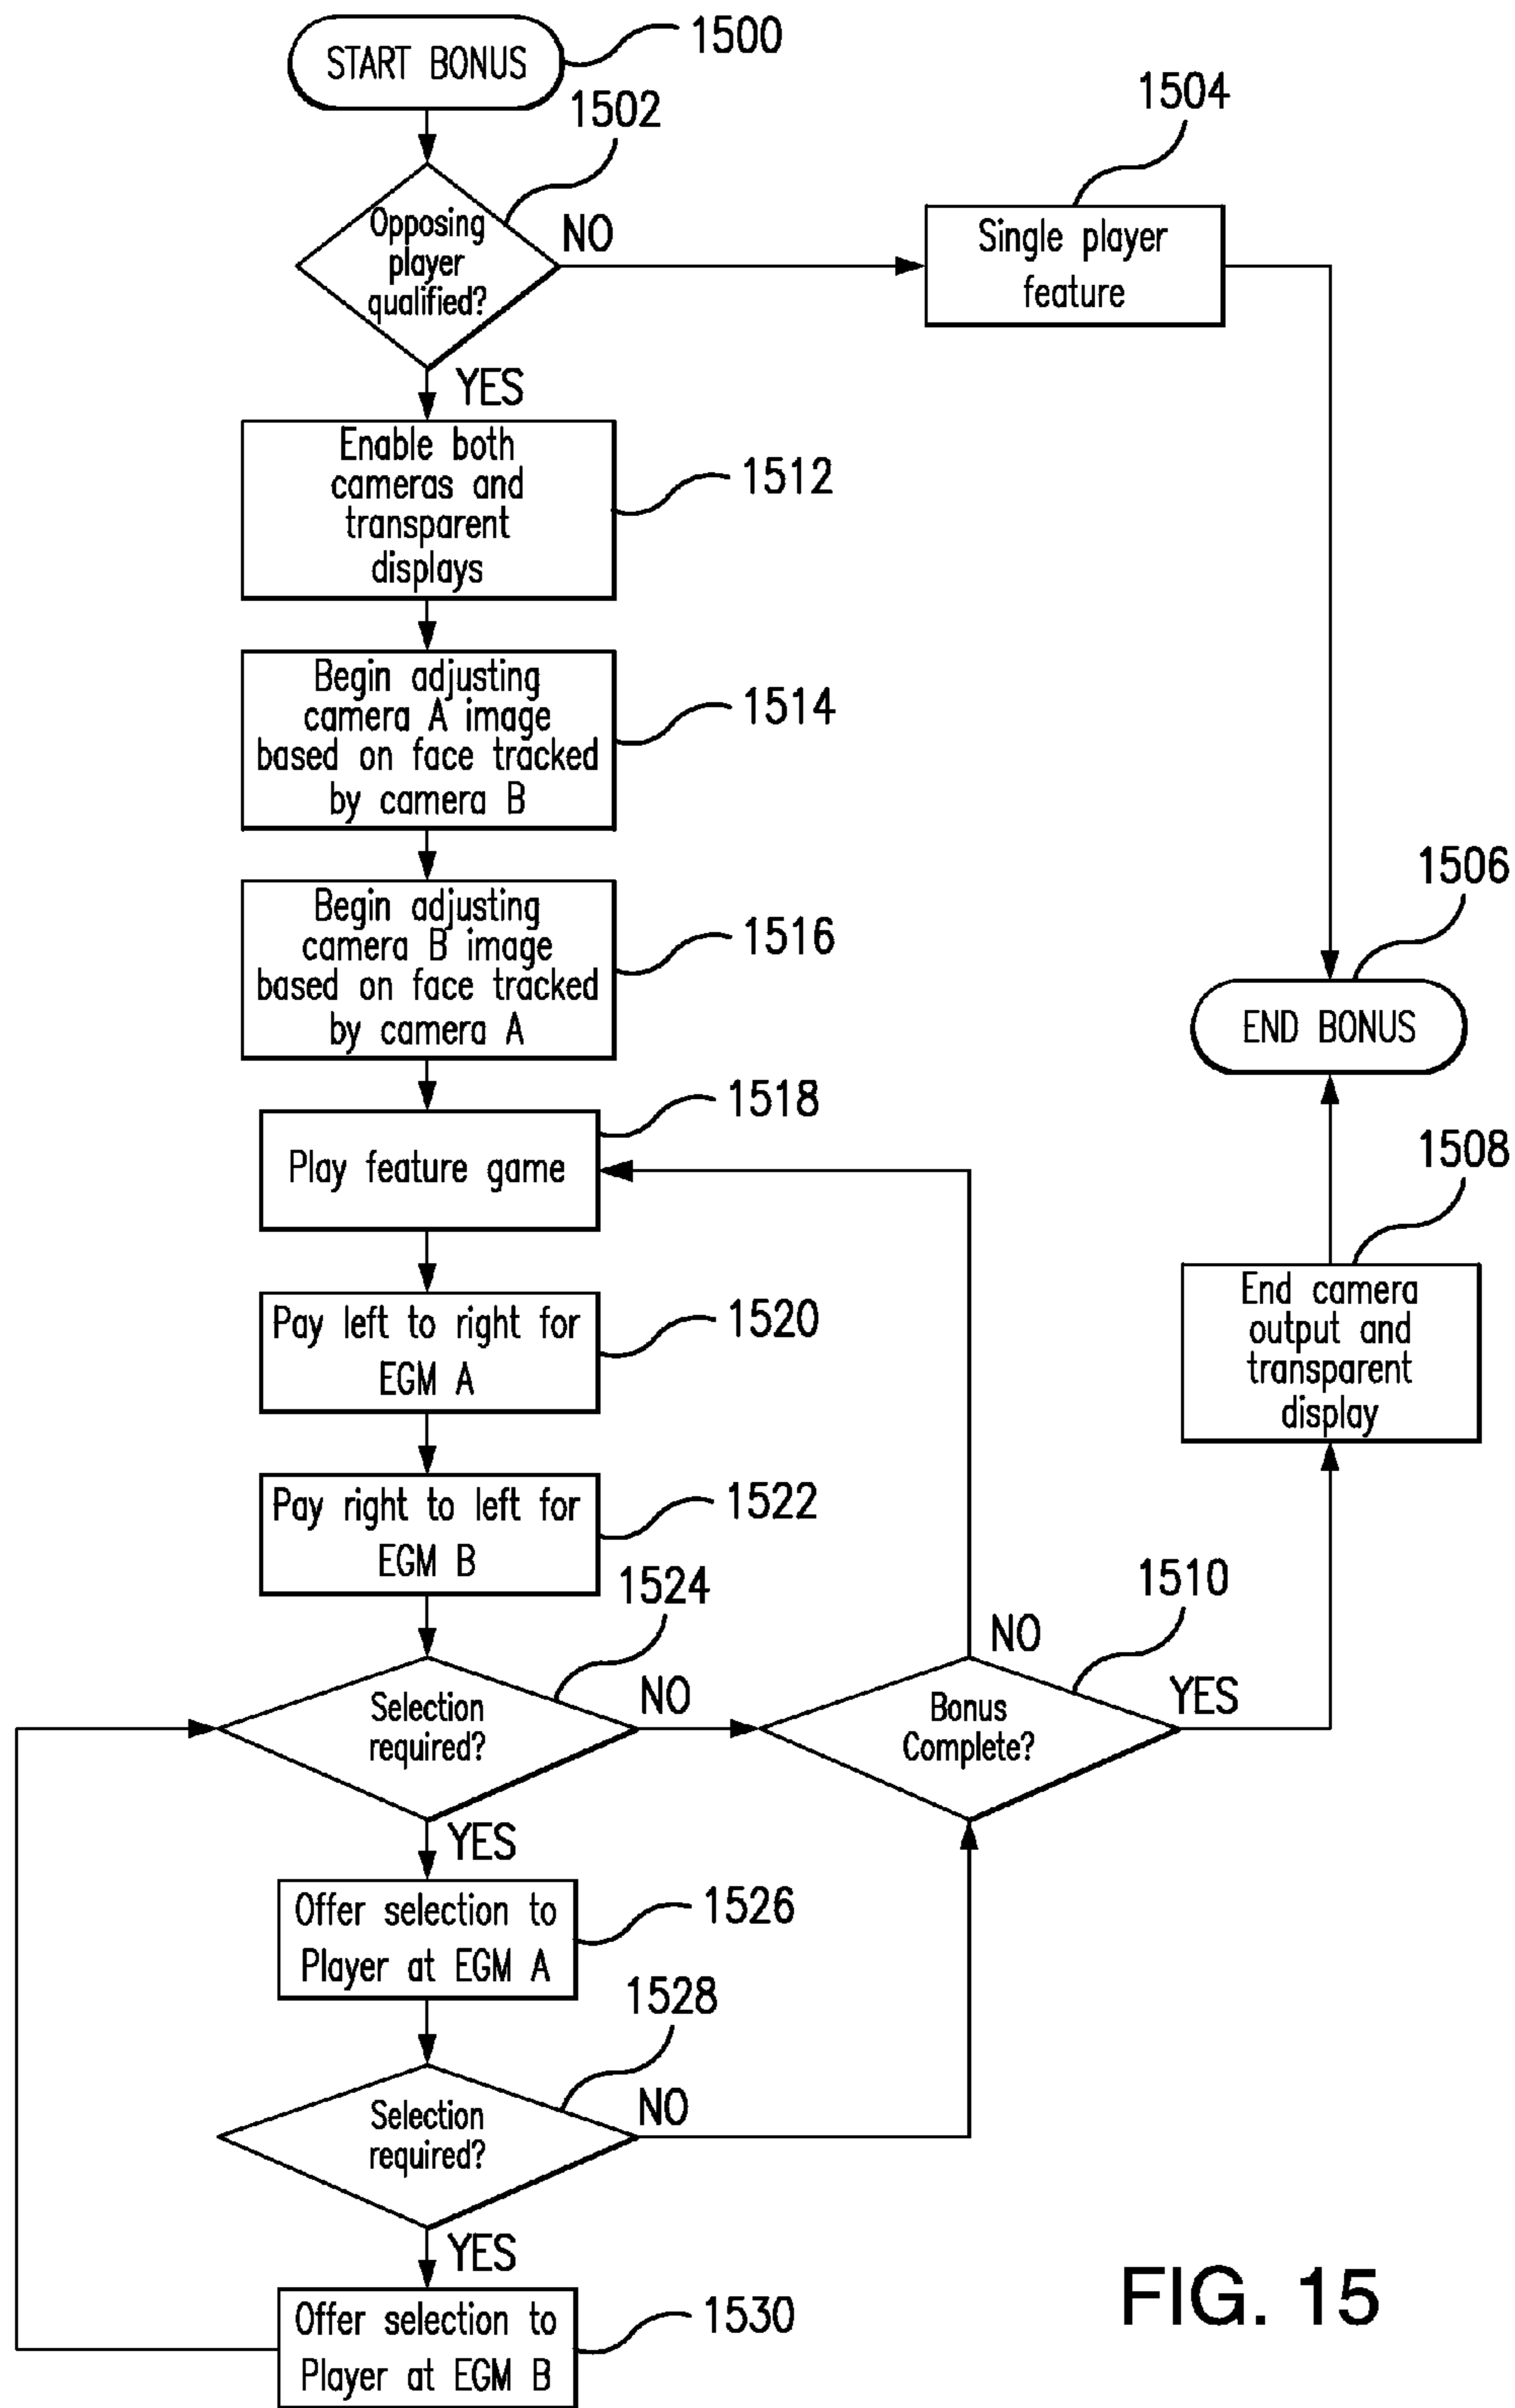 START BONUS
1500
1502
1504
Opposing
player
qualified?
NO
Single player
feature
YES
Enable both
cameras and
transparent
displays
1512
Begin adjusting
camera A image
based on face tracked
by camera B
1514
Begin adjusting
camera B image
based on face tracked
by camera A
1516
1506
END BONUS
1518
Play feature game
1508
End camera
output and
transparent
display
Pay left to right for
EGM A
1520
Pay right to left for
EGM B
1522
1524
1510
Selection
required?
NO
NO
Bonus
Complete?
YES
YES
Offer selection to
Player at EGM A
1526
1528
Selection
required?
NO
YES
Offer selection to
Player at EGM B
1530
FIG. 15